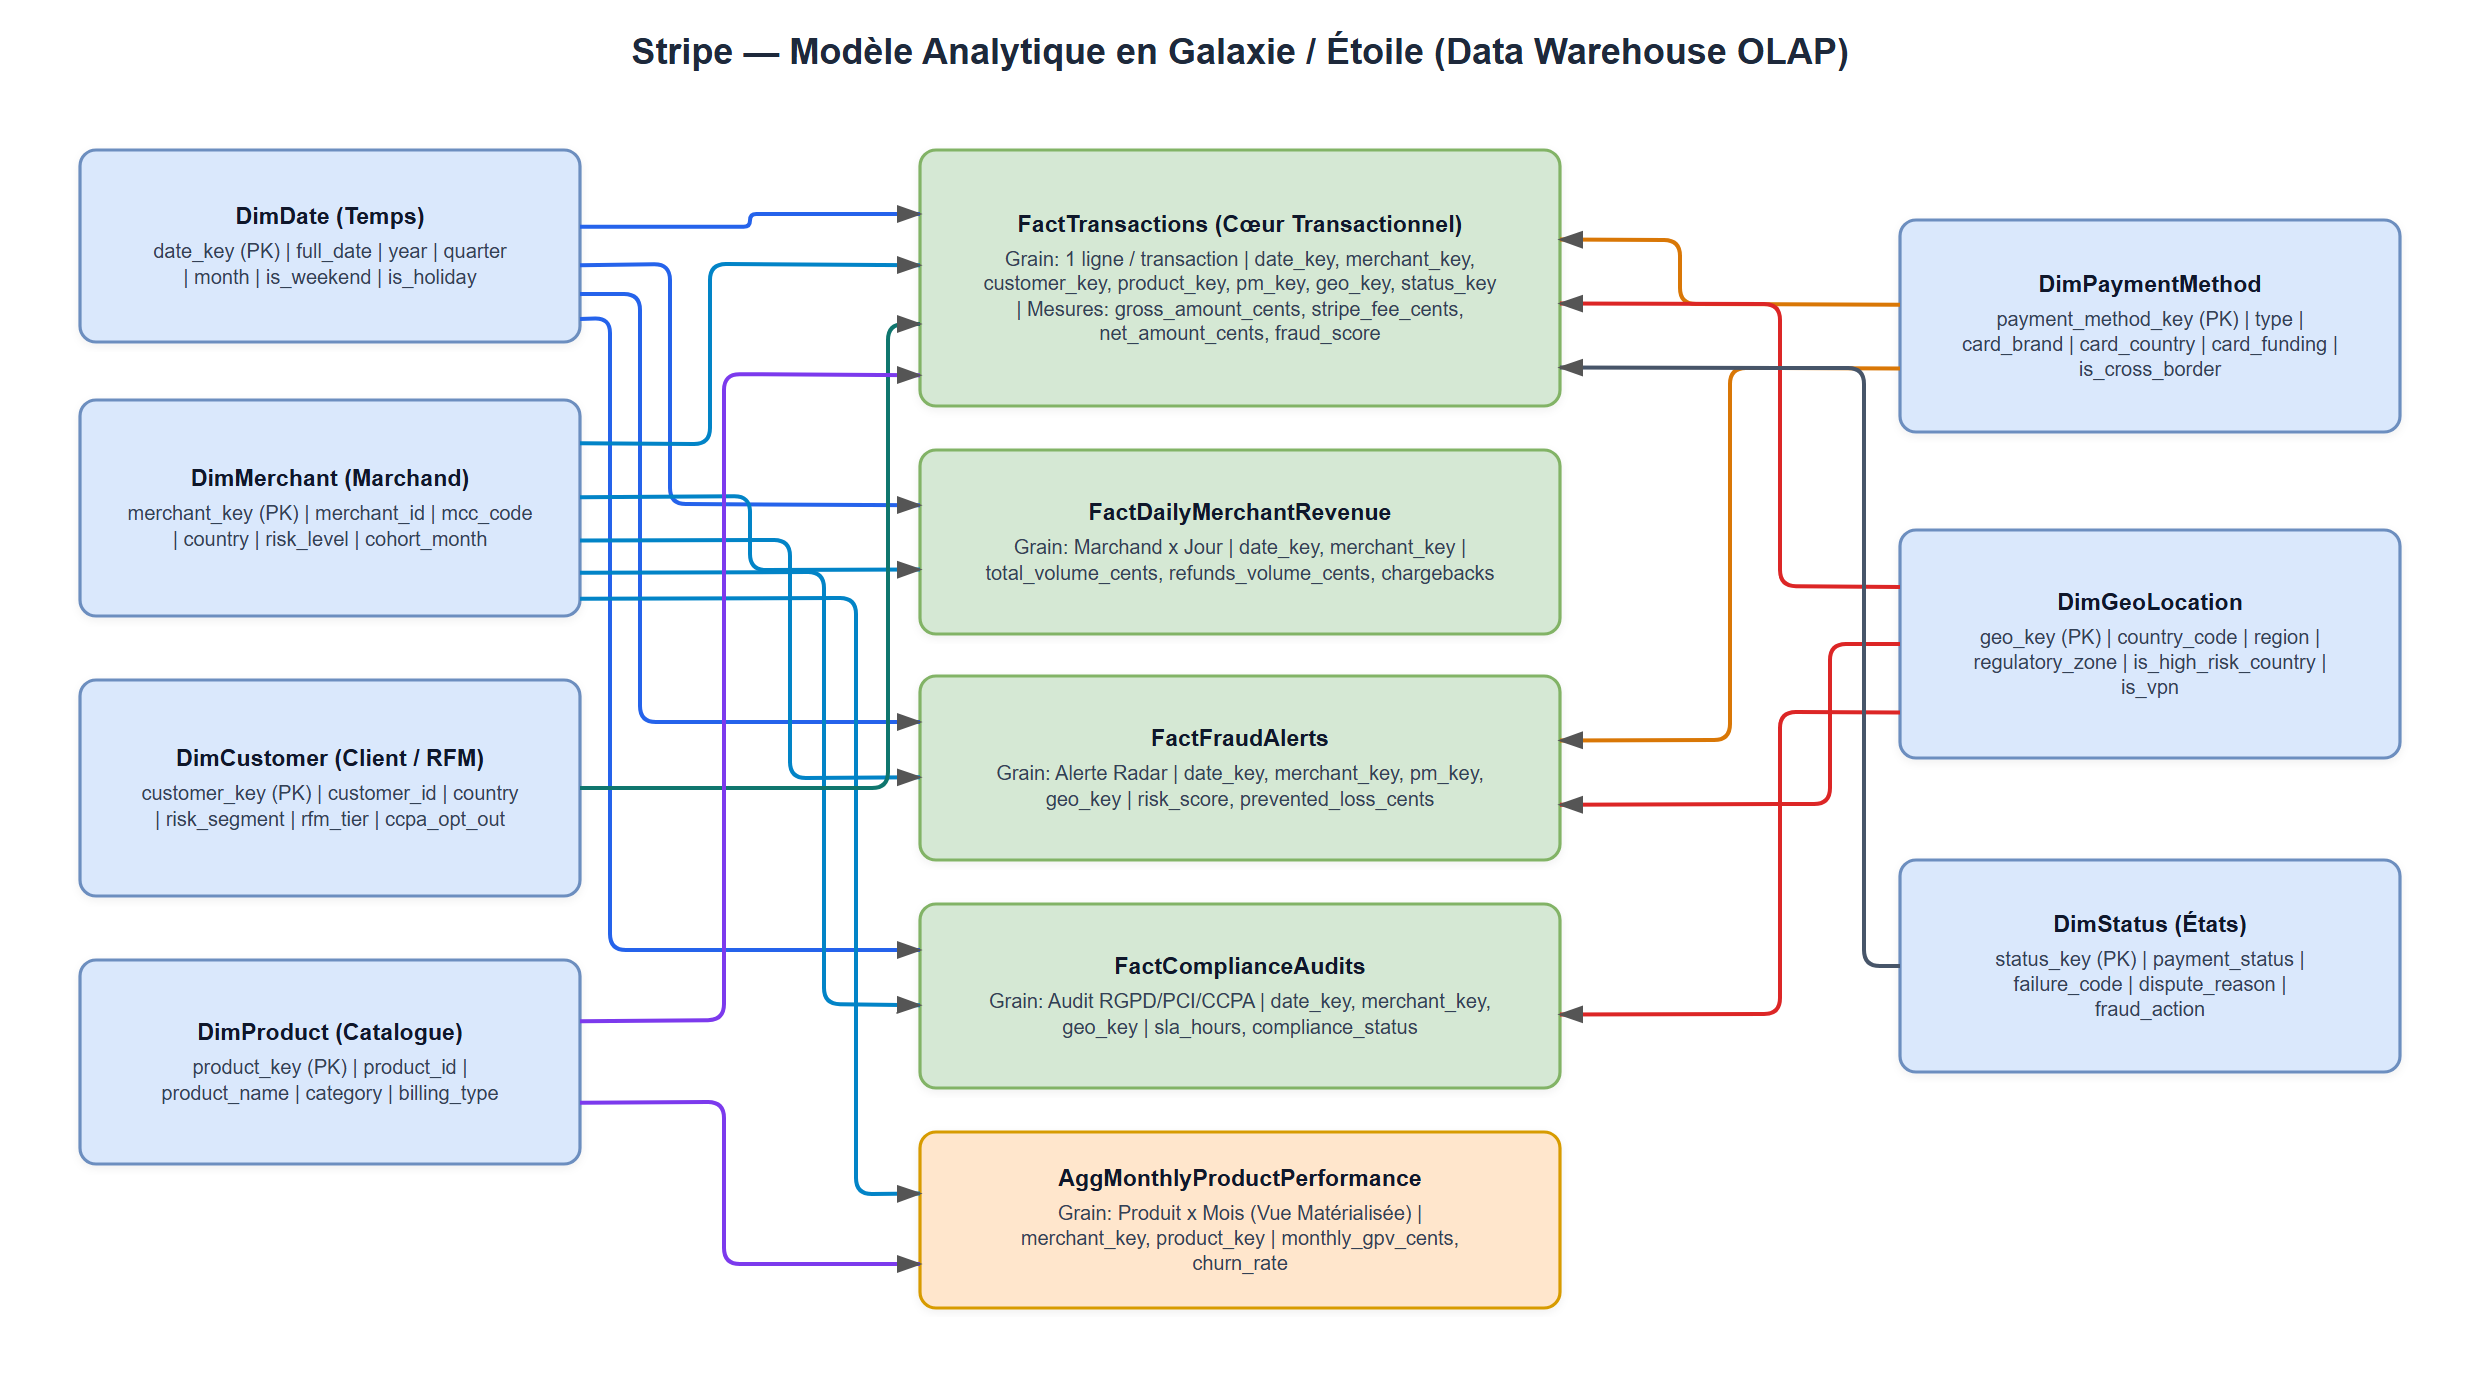 Stripe — Modèle Analytique en Galaxie / Étoile (Data Warehouse OLAP)
DimDate (Temps)
date_key (PK) | full_date | year | quarter
| month | is_weekend | is_holiday
DimMerchant (Marchand)
merchant_key (PK) | merchant_id | mcc_code
| country | risk_level | cohort_month
DimCustomer (Client / RFM)
customer_key (PK) | customer_id | country
| risk_segment | rfm_tier | ccpa_opt_out
DimProduct (Catalogue)
product_key (PK) | product_id |
product_name | category | billing_type
FactTransactions (Cœur Transactionnel)
Grain: 1 ligne / transaction | date_key, merchant_key,
customer_key, product_key, pm_key, geo_key, status_key
| Mesures: gross_amount_cents, stripe_fee_cents,
net_amount_cents, fraud_score
FactDailyMerchantRevenue
Grain: Marchand x Jour | date_key, merchant_key |
total_volume_cents, refunds_volume_cents, chargebacks
FactFraudAlerts
Grain: Alerte Radar | date_key, merchant_key, pm_key,
geo_key | risk_score, prevented_loss_cents
FactComplianceAudits
Grain: Audit RGPD/PCI/CCPA | date_key, merchant_key,
geo_key | sla_hours, compliance_status
AggMonthlyProductPerformance
Grain: Produit x Mois (Vue Matérialisée) |
merchant_key, product_key | monthly_gpv_cents,
churn_rate
DimPaymentMethod
payment_method_key (PK) | type |
card_brand | card_country | card_funding |
is_cross_border
DimGeoLocation
geo_key (PK) | country_code | region |
regulatory_zone | is_high_risk_country |
is_vpn
DimStatus (États)
status_key (PK) | payment_status |
failure_code | dispute_reason |
fraud_action